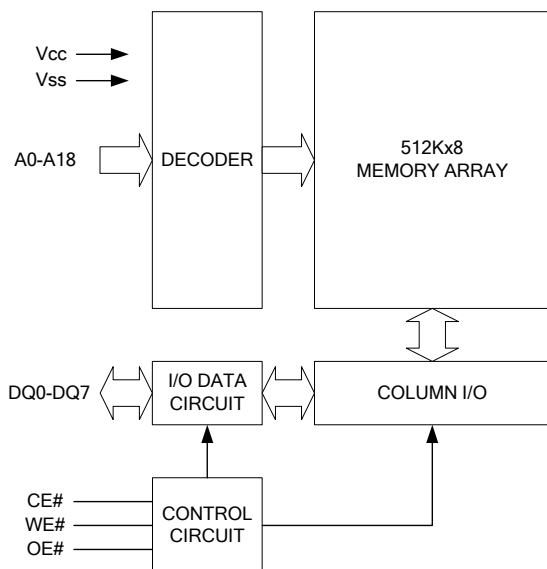 Vcc
Vss
A0-A18
DECODER
512Kx8
MEMORY ARRAY
DQ0-DQ7
I/O DATA
CIRCUIT
COLUMN I/O
CE#
WE#
OE#
CONTROL
CIRCUIT